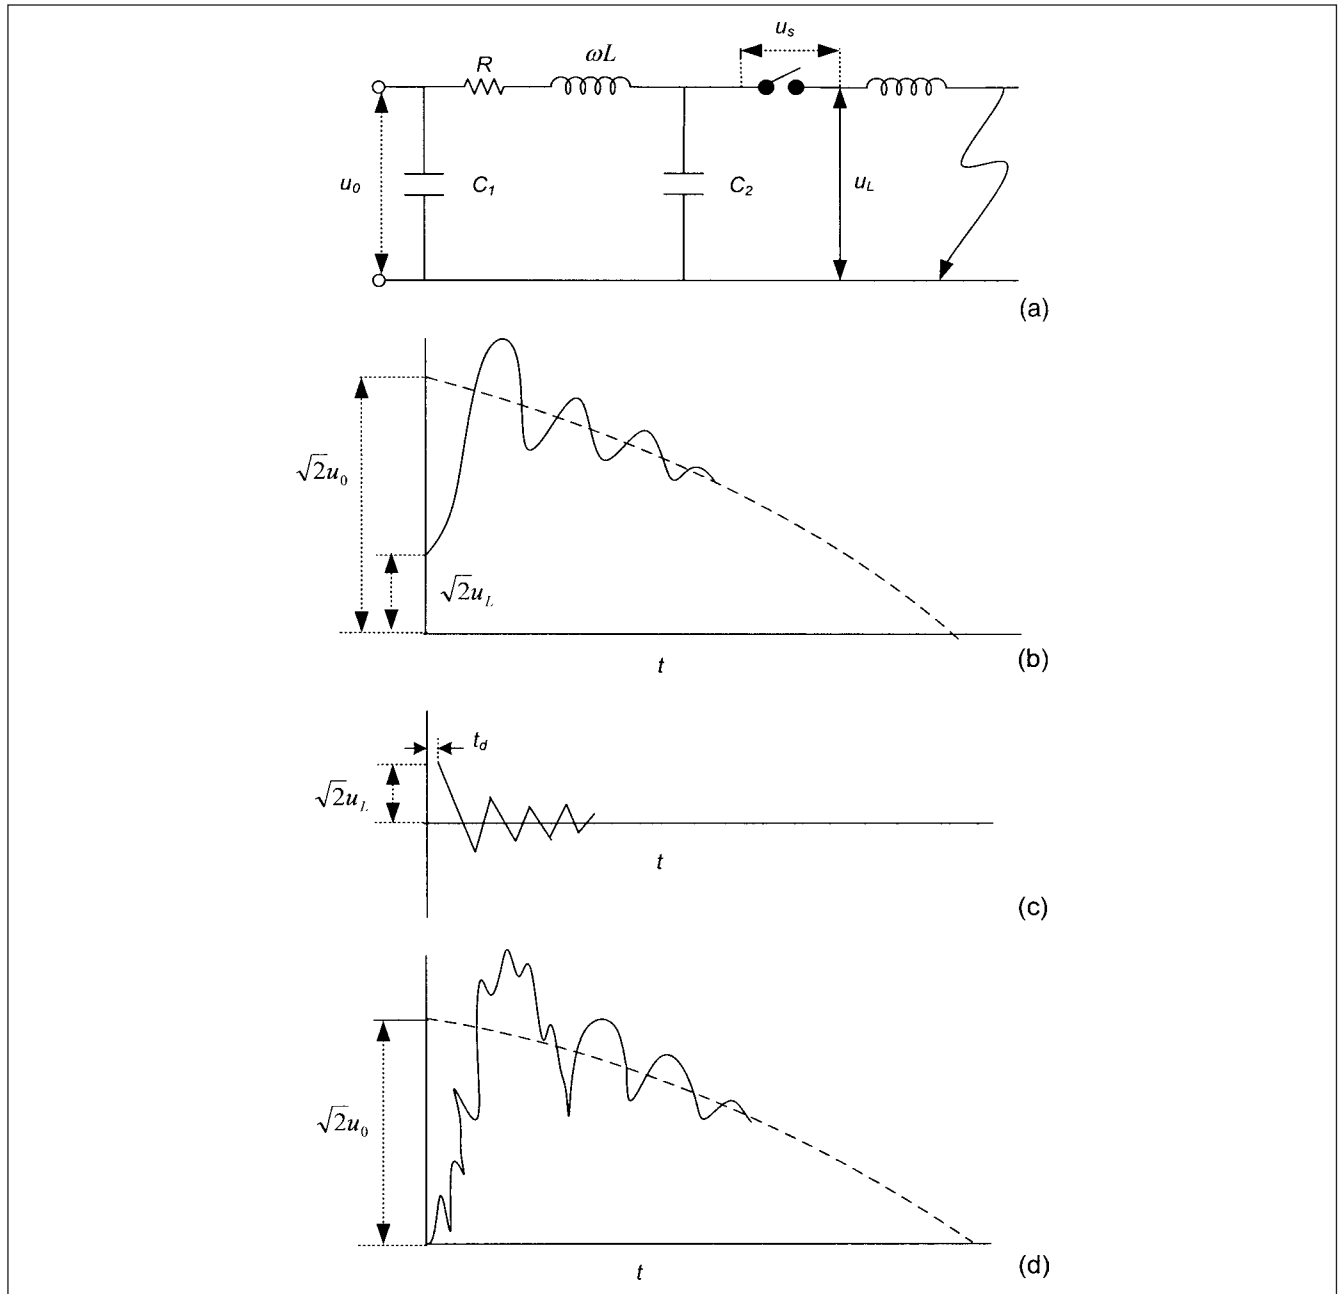 u_s
R
ωL
u_0
C_1
C_2
u_L
(a)
√2u_0
√2u_L
t
(b)
t_d
√2u_L
t
(c)
√2u_0
t
(d)